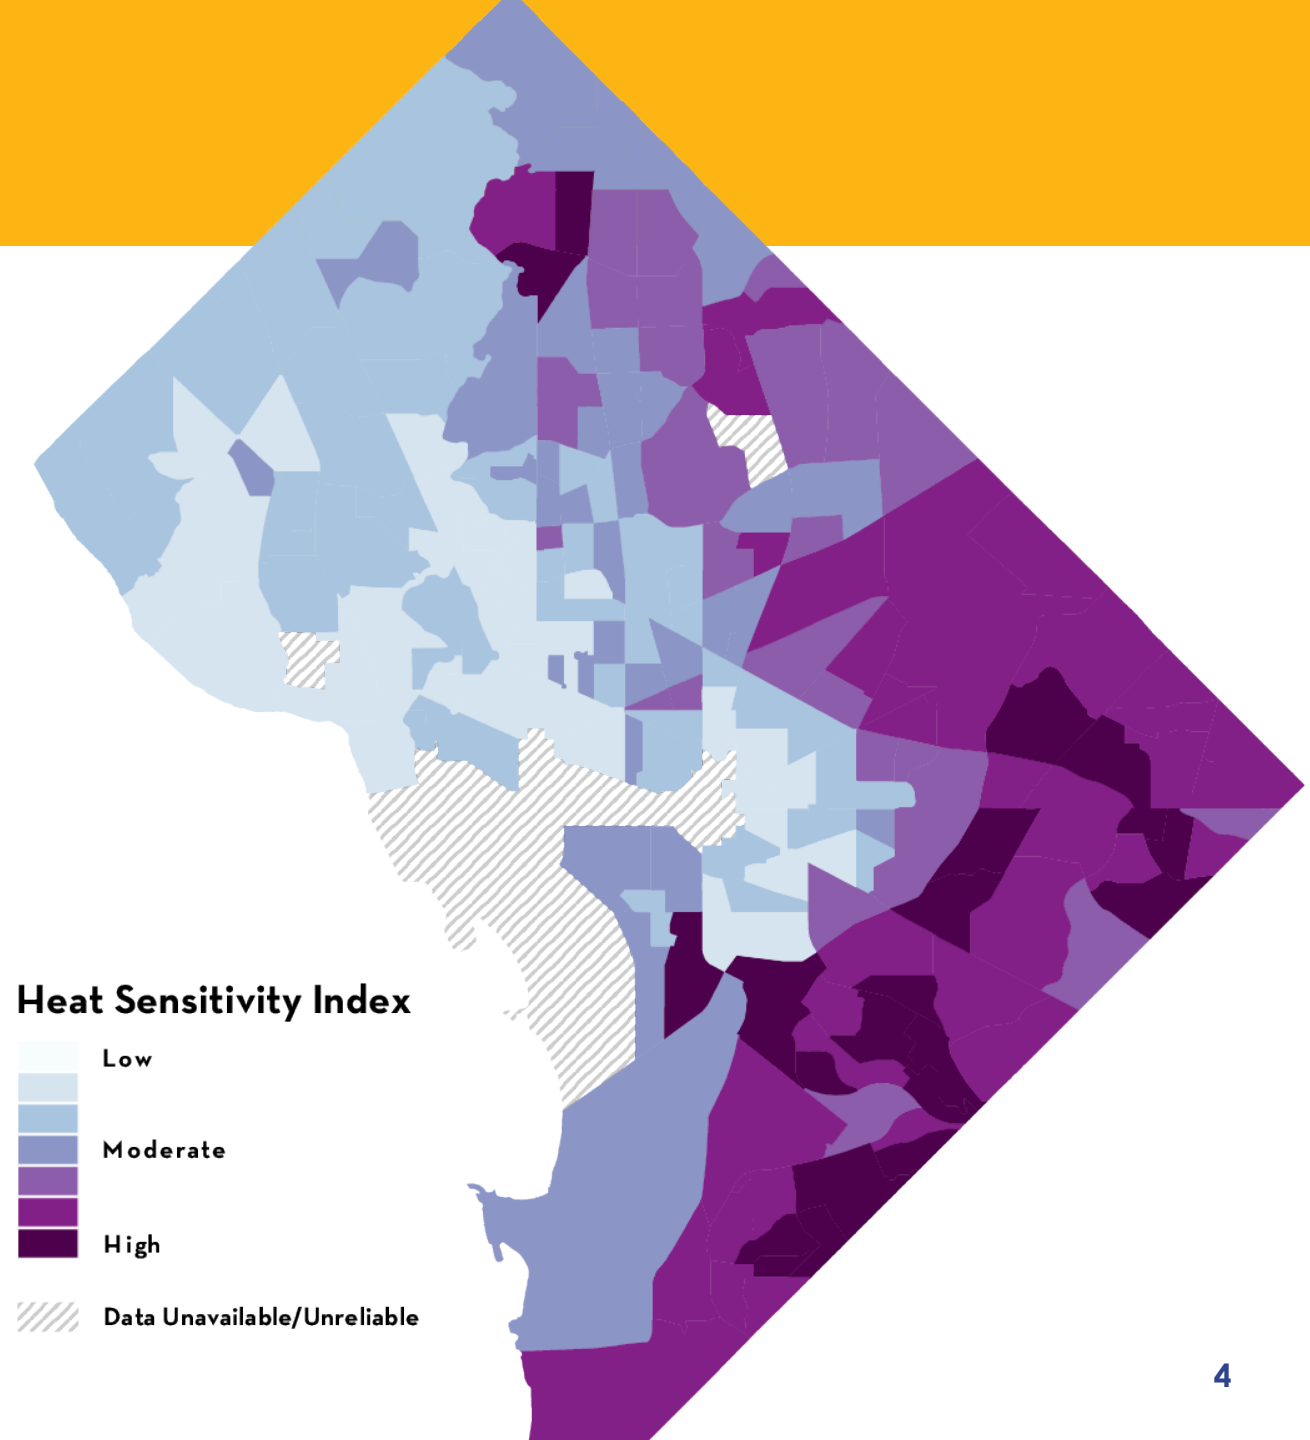 Heat Sensitivity Index
Low
Moderate
High
Data Unavailable/Unreliable
4